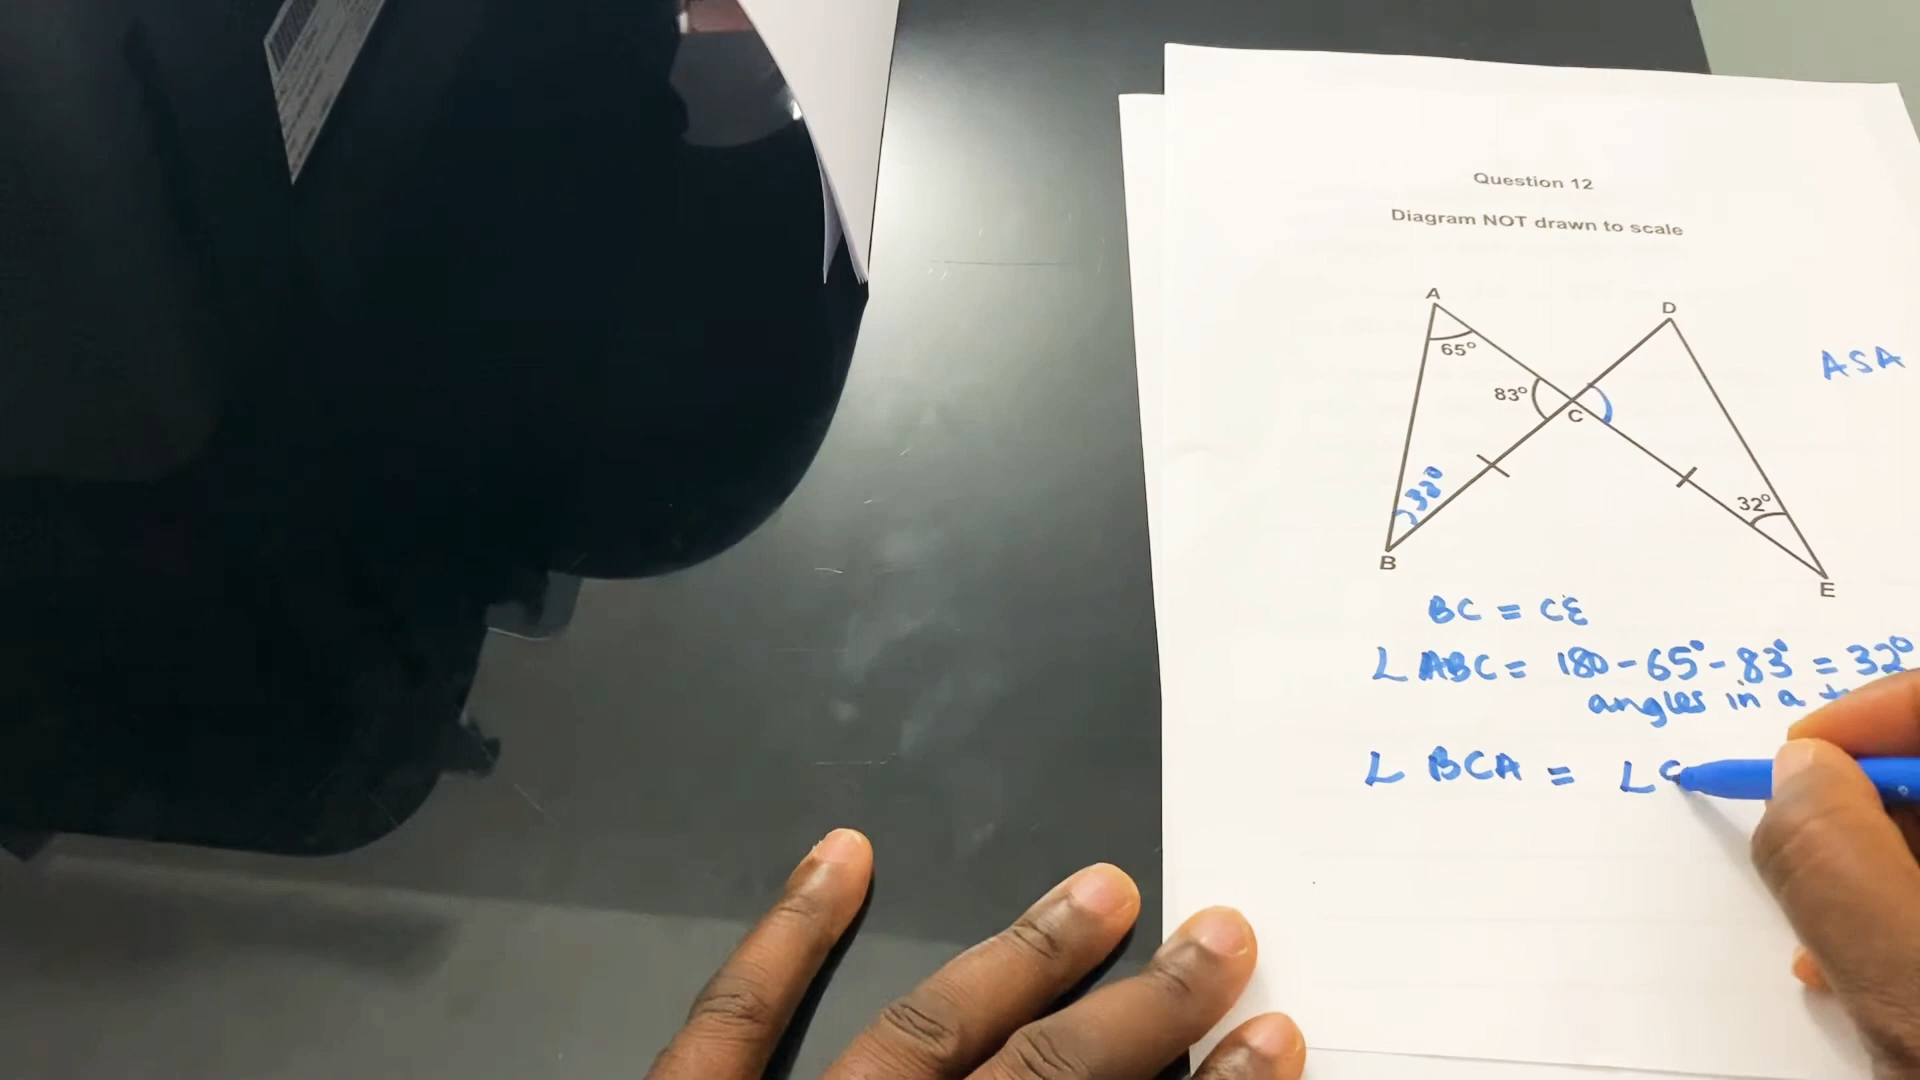 Question 12
Diagram NOT drawn to scale
A
D
65°
ASA
83°
C
32°
32°
B
E
BC = CE
∠ ABC = 180 - 65° - 83° = 32°
angles in a
∠ BCA = ∠